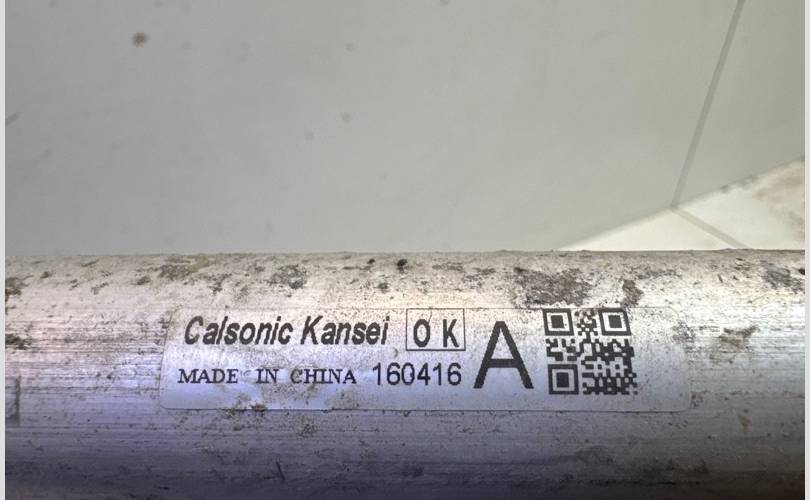 Calsonic Kansei OK A
MADE IN CHINA 160416